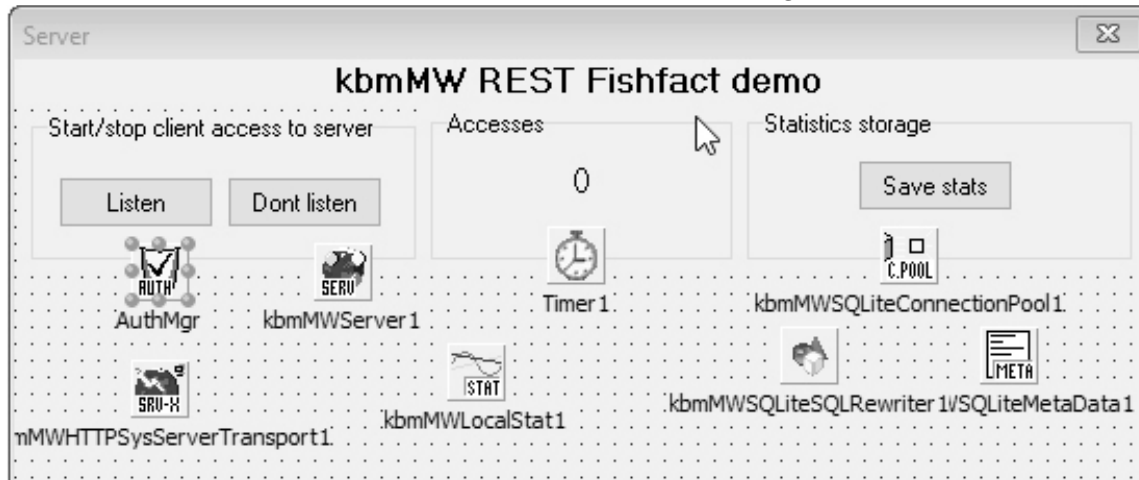 Server
kbmMW REST Fishfact demo
Start/stop client access to server
Accesses
Statistics storage
0
Listen
Dont listen
Save stats
AUTH
SERV
C.POOL
AuthMgr
kbmMWServer1
Timer1
kbmMWSQLiteConnectionPool1
SRV-X
STAT
META
mMWHTTPSysServerTransport1
kbmMWLocalStat1
kbmMWSQLiteSQLRewriter1
WSQLiteMetaData1